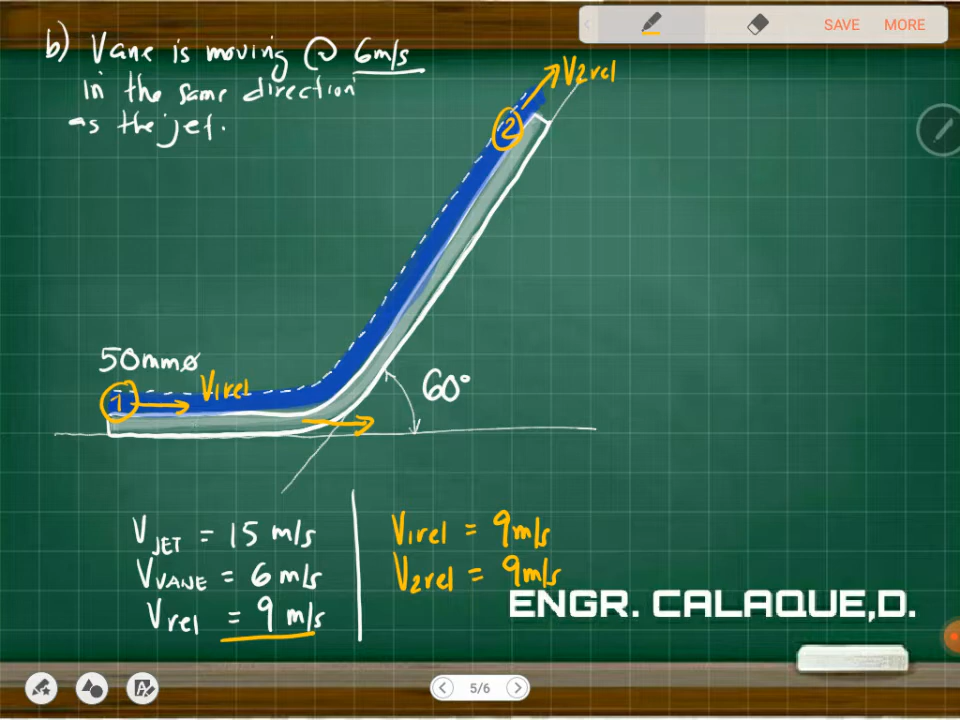 SAVE MORE
b) Vane is moving @ 6m/s
in the same direction
as the jet.
V2rel
2
50mmø
1
V1rel
60°
VJET = 15 m/s
VVANE = 6 m/s
Vrel = 9 m/s
V1rel = 9m/s
V2rel = 9m/s
ENGR. CALAQUE,D.
5/6